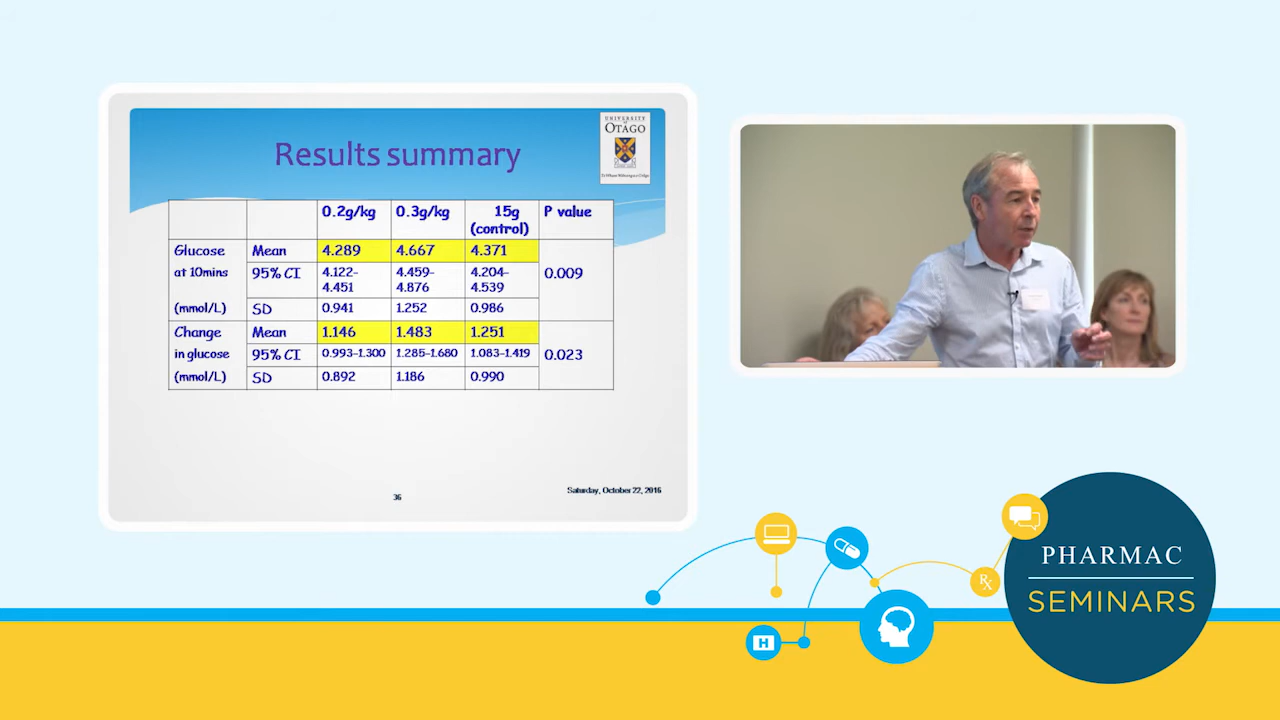 UNIVERSITY
of
OTAGO
Te Whare Wānanga o Otāgo
Results summary
0.2g/kg 0.3g/kg 15g (control) P value
Glucose at 10mins (mmol/L) Mean 4.289 4.667 4.371 0.009
95% CI 4.122-4.451 4.459-4.876 4.204-4.539
SD 0.941 1.252 0.986
Change in glucose (mmol/L) Mean 1.146 1.483 1.251 0.023
95% CI 0.993-1.300 1.285-1.680 1.083-1.419
SD 0.892 1.186 0.990
36
Saturday, October 22, 2016
H
Rx
PHARMAC
SEMINARS